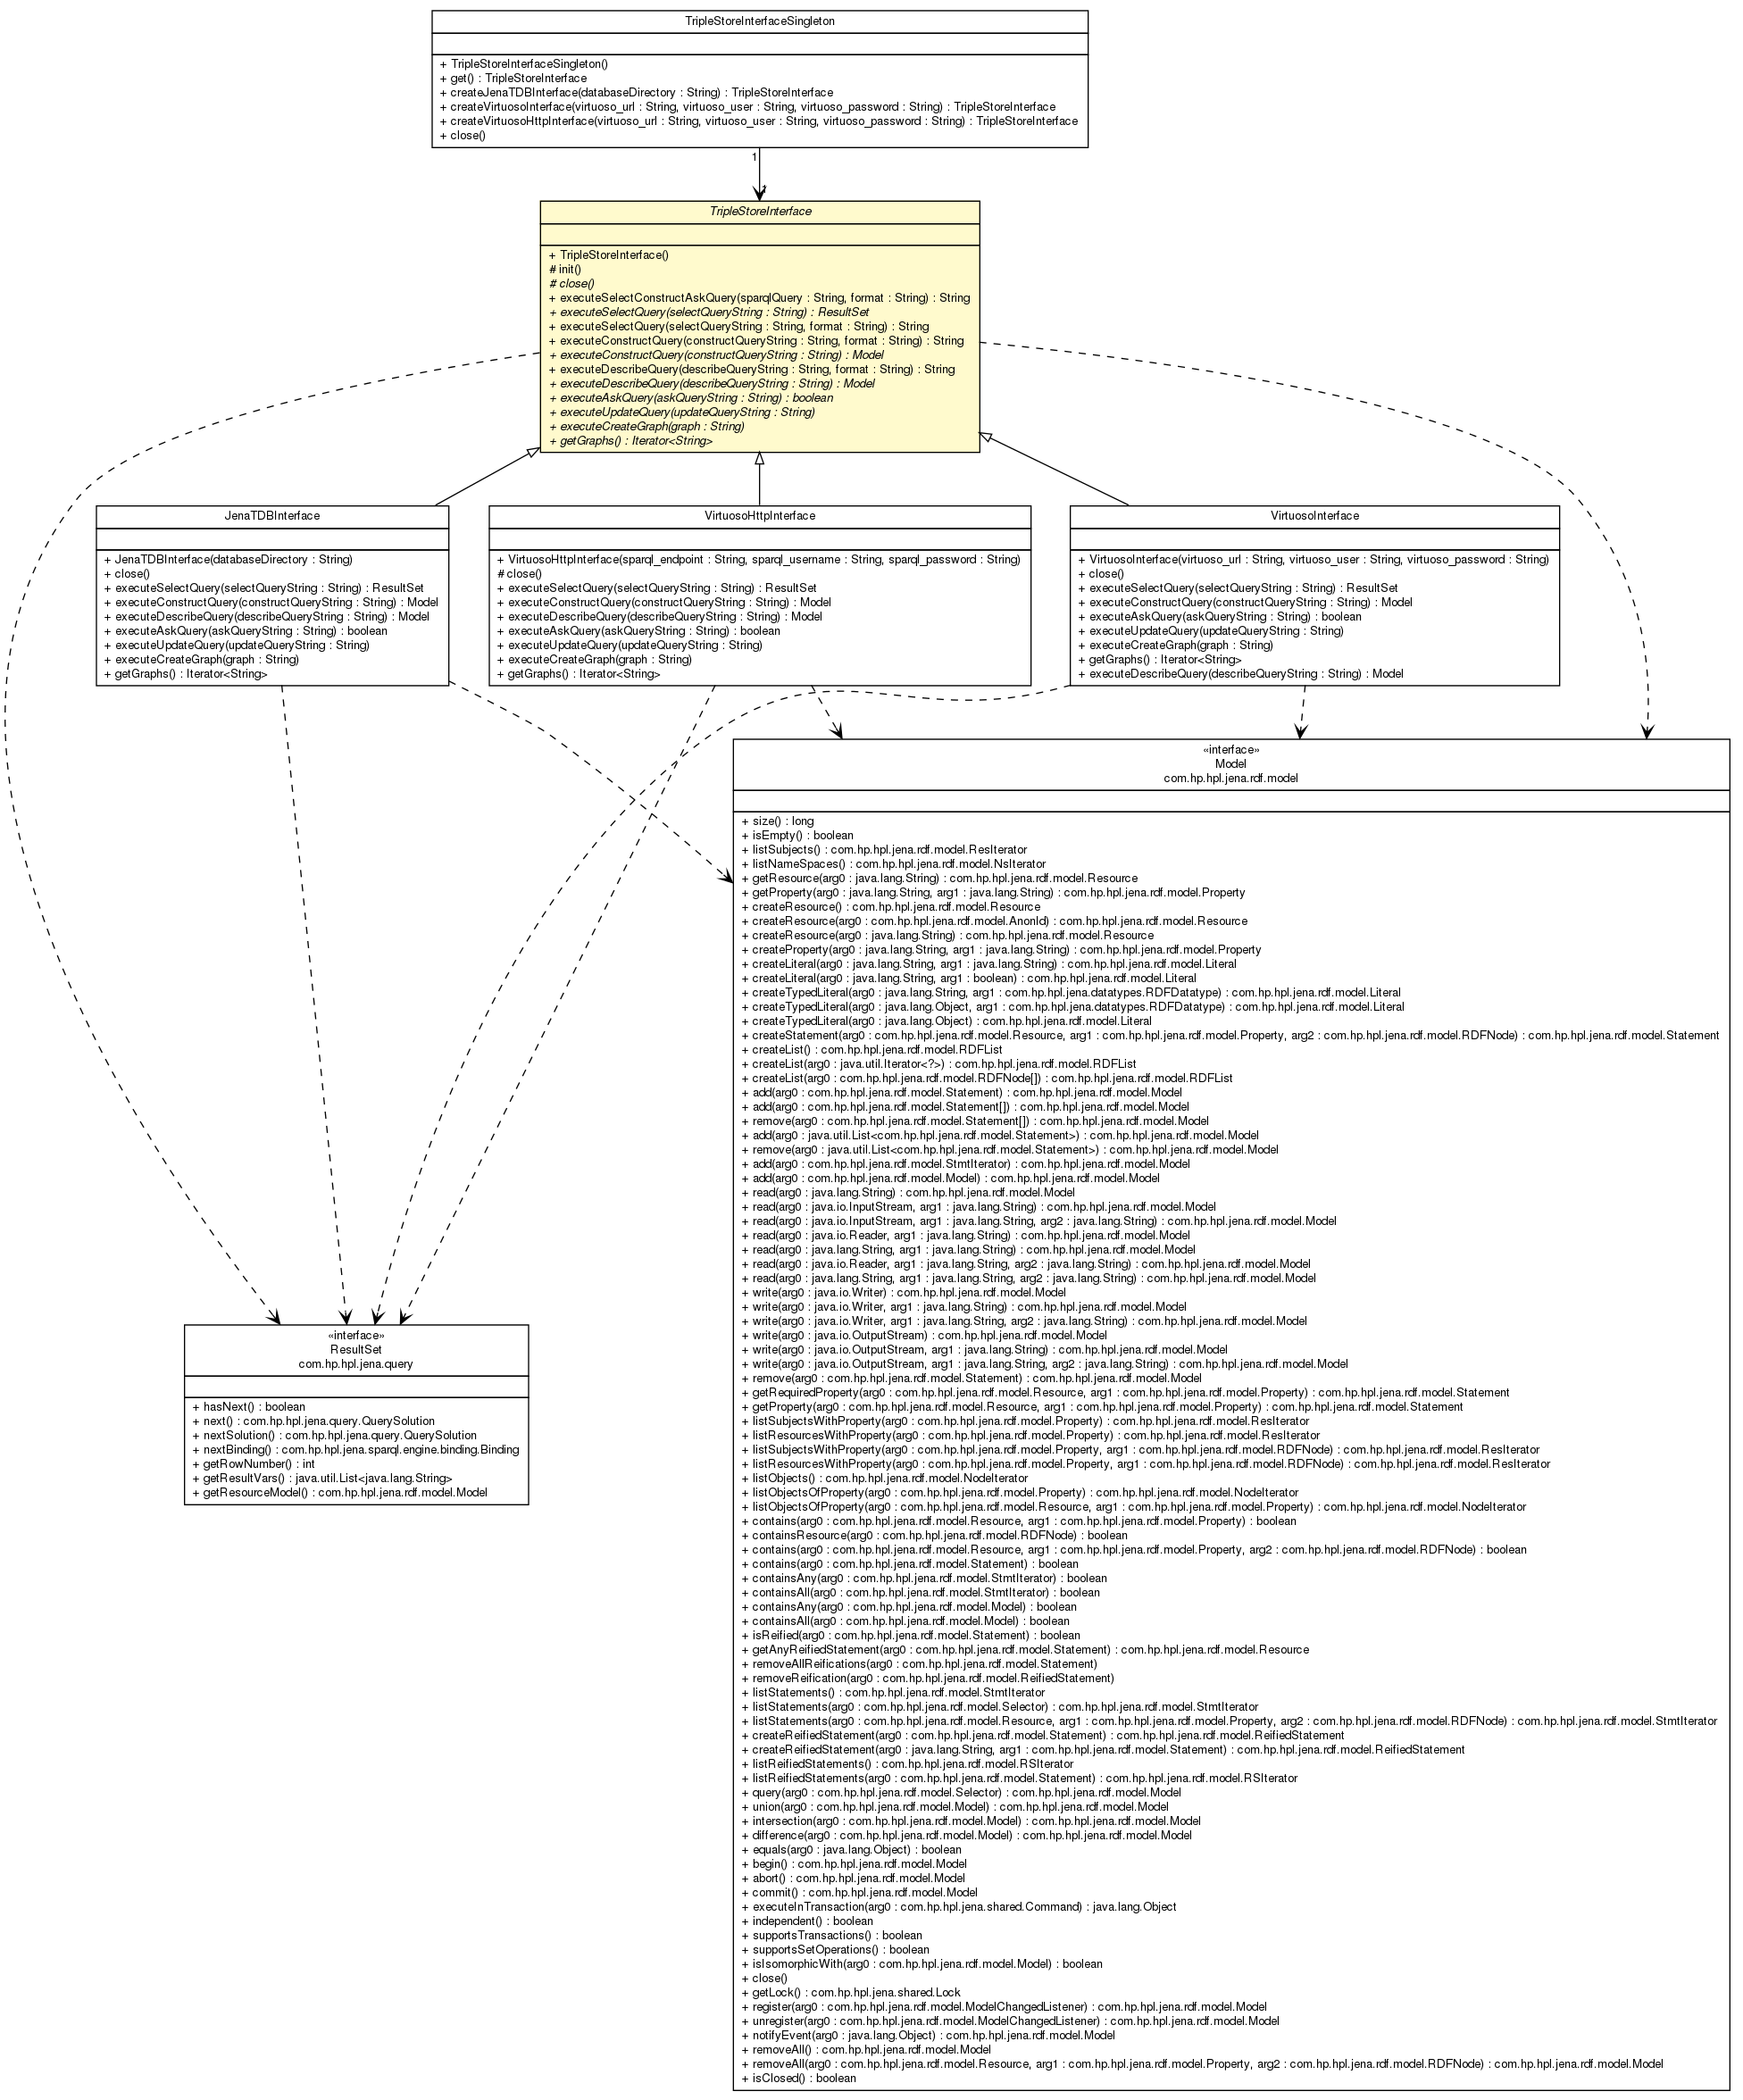 TripleStoreInterfaceSingleton
+ TripleStoreInterfaceSingleton()
+ get() : TripleStoreInterface
+ createJenaTDBInterface(databaseDirectory : String) : TripleStoreInterface
+ createVirtuosoInterface(virtuoso_url : String, virtuoso_user : String, virtuoso_password : String) : TripleStoreInterface
+ createVirtuosoHttpInterface(virtuoso_url : String, virtuoso_user : String, virtuoso_password : String) : TripleStoreInterface
+ close()
1
TripleStoreInterface
+ TripleStoreInterface()
# init()
# close()
+ executeSelectConstructAskQuery(sparqlQuery : String, format : String) : String
+ executeSelectQuery(selectQueryString : String) : ResultSet
+ executeSelectQuery(selectQueryString : String, format : String) : String
+ executeConstructQuery(constructQueryString : String, format : String) : String
+ executeConstructQuery(constructQueryString : String) : Model
+ executeDescribeQuery(describeQueryString : String, format : String) : String
+ executeDescribeQuery(describeQueryString : String) : Model
+ executeAskQuery(askQueryString : String) : boolean
+ executeUpdateQuery(updateQueryString : String)
+ executeCreateGraph(graph : String)
+ getGraphs() : Iterator<String>
JenaTDBInterface
+ JenaTDBInterface(databaseDirectory : String)
+ close()
+ executeSelectQuery(selectQueryString : String) : ResultSet
+ executeConstructQuery(constructQueryString : String) : Model
+ executeDescribeQuery(describeQueryString : String) : Model
+ executeAskQuery(askQueryString : String) : boolean
+ executeUpdateQuery(updateQueryString : String)
+ executeCreateGraph(graph : String)
+ getGraphs() : Iterator<String>
VirtuosoHttpInterface
+ VirtuosoHttpInterface(sparql_endpoint : String, sparql_username : String, sparql_password : String)
# close()
+ executeSelectQuery(selectQueryString : String) : ResultSet
+ executeConstructQuery(constructQueryString : String) : Model
+ executeDescribeQuery(describeQueryString : String) : Model
+ executeAskQuery(askQueryString : String) : boolean
+ executeUpdateQuery(updateQueryString : String)
+ executeCreateGraph(graph : String)
+ getGraphs() : Iterator<String>
VirtuosoInterface
+ VirtuosoInterface(virtuoso_url : String, virtuoso_user : String, virtuoso_password : String)
+ close()
+ executeSelectQuery(selectQueryString : String) : ResultSet
+ executeConstructQuery(constructQueryString : String) : Model
+ executeAskQuery(askQueryString : String) : boolean
+ executeUpdateQuery(updateQueryString : String)
+ executeCreateGraph(graph : String)
+ getGraphs() : Iterator<String>
+ executeDescribeQuery(describeQueryString : String) : Model
«interface»
Model
com.hp.hpl.jena.rdf.model
+ size() : long
+ isEmpty() : boolean
+ listSubjects() : com.hp.hpl.jena.rdf.model.ResIterator
+ listNameSpaces() : com.hp.hpl.jena.rdf.model.NsIterator
+ getResource(arg0 : java.lang.String) : com.hp.hpl.jena.rdf.model.Resource
+ getProperty(arg0 : java.lang.String, arg1 : java.lang.String) : com.hp.hpl.jena.rdf.model.Property
+ createResource() : com.hp.hpl.jena.rdf.model.Resource
+ createResource(arg0 : com.hp.hpl.jena.rdf.model.AnonId) : com.hp.hpl.jena.rdf.model.Resource
+ createResource(arg0 : java.lang.String) : com.hp.hpl.jena.rdf.model.Resource
+ createProperty(arg0 : java.lang.String, arg1 : java.lang.String) : com.hp.hpl.jena.rdf.model.Property
+ createLiteral(arg0 : java.lang.String, arg1 : java.lang.String) : com.hp.hpl.jena.rdf.model.Literal
+ createLiteral(arg0 : java.lang.String, arg1 : boolean) : com.hp.hpl.jena.rdf.model.Literal
+ createTypedLiteral(arg0 : java.lang.String, arg1 : com.hp.hpl.jena.datatypes.RDFDatatype) : com.hp.hpl.jena.rdf.model.Literal
+ createTypedLiteral(arg0 : java.lang.Object, arg1 : com.hp.hpl.jena.datatypes.RDFDatatype) : com.hp.hpl.jena.rdf.model.Literal
+ createTypedLiteral(arg0 : java.lang.Object) : com.hp.hpl.jena.rdf.model.Literal
+ createStatement(arg0 : com.hp.hpl.jena.rdf.model.Resource, arg1 : com.hp.hpl.jena.rdf.model.Property, arg2 : com.hp.hpl.jena.rdf.model.RDFNode) : com.hp.hpl.jena.rdf.model.Statement
+ createList() : com.hp.hpl.jena.rdf.model.RDFList
+ createList(arg0 : java.util.Iterator<?>) : com.hp.hpl.jena.rdf.model.RDFList
+ createList(arg0 : com.hp.hpl.jena.rdf.model.RDFNode[]) : com.hp.hpl.jena.rdf.model.RDFList
+ add(arg0 : com.hp.hpl.jena.rdf.model.Statement) : com.hp.hpl.jena.rdf.model.Model
+ add(arg0 : com.hp.hpl.jena.rdf.model.Statement[]) : com.hp.hpl.jena.rdf.model.Model
+ remove(arg0 : com.hp.hpl.jena.rdf.model.Statement[]) : com.hp.hpl.jena.rdf.model.Model
+ add(arg0 : java.util.List<com.hp.hpl.jena.rdf.model.Statement>) : com.hp.hpl.jena.rdf.model.Model
+ remove(arg0 : java.util.List<com.hp.hpl.jena.rdf.model.Statement>) : com.hp.hpl.jena.rdf.model.Model
+ add(arg0 : com.hp.hpl.jena.rdf.model.StmtIterator) : com.hp.hpl.jena.rdf.model.Model
+ add(arg0 : com.hp.hpl.jena.rdf.model.Model) : com.hp.hpl.jena.rdf.model.Model
+ read(arg0 : java.lang.String) : com.hp.hpl.jena.rdf.model.Model
+ read(arg0 : java.io.InputStream, arg1 : java.lang.String) : com.hp.hpl.jena.rdf.model.Model
+ read(arg0 : java.io.InputStream, arg1 : java.lang.String, arg2 : java.lang.String) : com.hp.hpl.jena.rdf.model.Model
+ read(arg0 : java.io.Reader, arg1 : java.lang.String) : com.hp.hpl.jena.rdf.model.Model
+ read(arg0 : java.lang.String, arg1 : java.lang.String) : com.hp.hpl.jena.rdf.model.Model
+ read(arg0 : java.io.Reader, arg1 : java.lang.String, arg2 : java.lang.String) : com.hp.hpl.jena.rdf.model.Model
+ read(arg0 : java.lang.String, arg1 : java.lang.String, arg2 : java.lang.String) : com.hp.hpl.jena.rdf.model.Model
+ write(arg0 : java.io.Writer) : com.hp.hpl.jena.rdf.model.Model
+ write(arg0 : java.io.Writer, arg1 : java.lang.String) : com.hp.hpl.jena.rdf.model.Model
+ write(arg0 : java.io.Writer, arg1 : java.lang.String, arg2 : java.lang.String) : com.hp.hpl.jena.rdf.model.Model
+ write(arg0 : java.io.OutputStream) : com.hp.hpl.jena.rdf.model.Model
+ write(arg0 : java.io.OutputStream, arg1 : java.lang.String) : com.hp.hpl.jena.rdf.model.Model
+ write(arg0 : java.io.OutputStream, arg1 : java.lang.String, arg2 : java.lang.String) : com.hp.hpl.jena.rdf.model.Model
+ remove(arg0 : com.hp.hpl.jena.rdf.model.Statement) : com.hp.hpl.jena.rdf.model.Model
+ getRequiredProperty(arg0 : com.hp.hpl.jena.rdf.model.Resource, arg1 : com.hp.hpl.jena.rdf.model.Property) : com.hp.hpl.jena.rdf.model.Statement
+ getProperty(arg0 : com.hp.hpl.jena.rdf.model.Resource, arg1 : com.hp.hpl.jena.rdf.model.Property) : com.hp.hpl.jena.rdf.model.Statement
+ listSubjectsWithProperty(arg0 : com.hp.hpl.jena.rdf.model.Property) : com.hp.hpl.jena.rdf.model.ResIterator
+ listResourcesWithProperty(arg0 : com.hp.hpl.jena.rdf.model.Property) : com.hp.hpl.jena.rdf.model.ResIterator
+ listSubjectsWithProperty(arg0 : com.hp.hpl.jena.rdf.model.Property, arg1 : com.hp.hpl.jena.rdf.model.RDFNode) : com.hp.hpl.jena.rdf.model.ResIterator
+ listResourcesWithProperty(arg0 : com.hp.hpl.jena.rdf.model.Property, arg1 : com.hp.hpl.jena.rdf.model.RDFNode) : com.hp.hpl.jena.rdf.model.ResIterator
+ listObjects() : com.hp.hpl.jena.rdf.model.NodeIterator
+ listObjectsOfProperty(arg0 : com.hp.hpl.jena.rdf.model.Property) : com.hp.hpl.jena.rdf.model.NodeIterator
+ listObjectsOfProperty(arg0 : com.hp.hpl.jena.rdf.model.Resource, arg1 : com.hp.hpl.jena.rdf.model.Property) : com.hp.hpl.jena.rdf.model.NodeIterator
+ contains(arg0 : com.hp.hpl.jena.rdf.model.Resource, arg1 : com.hp.hpl.jena.rdf.model.Property) : boolean
+ containsResource(arg0 : com.hp.hpl.jena.rdf.model.RDFNode) : boolean
+ contains(arg0 : com.hp.hpl.jena.rdf.model.Resource, arg1 : com.hp.hpl.jena.rdf.model.Property, arg2 : com.hp.hpl.jena.rdf.model.RDFNode) : boolean
+ contains(arg0 : com.hp.hpl.jena.rdf.model.Statement) : boolean
+ containsAny(arg0 : com.hp.hpl.jena.rdf.model.StmtIterator) : boolean
+ containsAll(arg0 : com.hp.hpl.jena.rdf.model.StmtIterator) : boolean
+ containsAny(arg0 : com.hp.hpl.jena.rdf.model.Model) : boolean
+ containsAll(arg0 : com.hp.hpl.jena.rdf.model.Model) : boolean
+ isReified(arg0 : com.hp.hpl.jena.rdf.model.Statement) : boolean
+ getAnyReifiedStatement(arg0 : com.hp.hpl.jena.rdf.model.Statement) : com.hp.hpl.jena.rdf.model.Resource
+ removeAllReifications(arg0 : com.hp.hpl.jena.rdf.model.Statement)
+ removeReification(arg0 : com.hp.hpl.jena.rdf.model.ReifiedStatement)
+ listStatements() : com.hp.hpl.jena.rdf.model.StmtIterator
+ listStatements(arg0 : com.hp.hpl.jena.rdf.model.Selector) : com.hp.hpl.jena.rdf.model.StmtIterator
+ listStatements(arg0 : com.hp.hpl.jena.rdf.model.Resource, arg1 : com.hp.hpl.jena.rdf.model.Property, arg2 : com.hp.hpl.jena.rdf.model.RDFNode) : com.hp.hpl.jena.rdf.model.StmtIterator
+ createReifiedStatement(arg0 : com.hp.hpl.jena.rdf.model.Statement) : com.hp.hpl.jena.rdf.model.ReifiedStatement
+ createReifiedStatement(arg0 : java.lang.String, arg1 : com.hp.hpl.jena.rdf.model.Statement) : com.hp.hpl.jena.rdf.model.ReifiedStatement
+ listReifiedStatements() : com.hp.hpl.jena.rdf.model.RSIterator
+ listReifiedStatements(arg0 : com.hp.hpl.jena.rdf.model.Statement) : com.hp.hpl.jena.rdf.model.RSIterator
+ query(arg0 : com.hp.hpl.jena.rdf.model.Selector) : com.hp.hpl.jena.rdf.model.Model
+ union(arg0 : com.hp.hpl.jena.rdf.model.Model) : com.hp.hpl.jena.rdf.model.Model
+ intersection(arg0 : com.hp.hpl.jena.rdf.model.Model) : com.hp.hpl.jena.rdf.model.Model
+ difference(arg0 : com.hp.hpl.jena.rdf.model.Model) : com.hp.hpl.jena.rdf.model.Model
+ equals(arg0 : java.lang.Object) : boolean
+ begin() : com.hp.hpl.jena.rdf.model.Model
+ abort() : com.hp.hpl.jena.rdf.model.Model
+ commit() : com.hp.hpl.jena.rdf.model.Model
+ executeInTransaction(arg0 : com.hp.hpl.jena.shared.Command) : java.lang.Object
+ independent() : boolean
+ supportsTransactions() : boolean
+ supportsSetOperations() : boolean
+ isIsomorphicWith(arg0 : com.hp.hpl.jena.rdf.model.Model) : boolean
+ close()
+ getLock() : com.hp.hpl.jena.shared.Lock
+ register(arg0 : com.hp.hpl.jena.rdf.model.ModelChangedListener) : com.hp.hpl.jena.rdf.model.Model
+ unregister(arg0 : com.hp.hpl.jena.rdf.model.ModelChangedListener) : com.hp.hpl.jena.rdf.model.Model
+ notifyEvent(arg0 : java.lang.Object) : com.hp.hpl.jena.rdf.model.Model
+ removeAll() : com.hp.hpl.jena.rdf.model.Model
+ removeAll(arg0 : com.hp.hpl.jena.rdf.model.Resource, arg1 : com.hp.hpl.jena.rdf.model.Property, arg2 : com.hp.hpl.jena.rdf.model.RDFNode) : com.hp.hpl.jena.rdf.model.Model
+ isClosed() : boolean
«interface»
ResultSet
com.hp.hpl.jena.query
+ hasNext() : boolean
+ next() : com.hp.hpl.jena.query.QuerySolution
+ nextSolution() : com.hp.hpl.jena.query.QuerySolution
+ nextBinding() : com.hp.hpl.jena.sparql.engine.binding.Binding
+ getRowNumber() : int
+ getResultVars() : java.util.List<java.lang.String>
+ getResourceModel() : com.hp.hpl.jena.rdf.model.Model